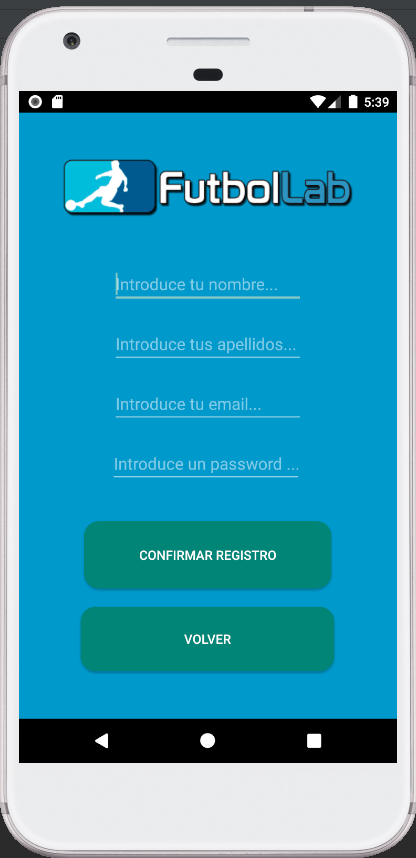 5:39
FutbolLab
Introduce tu nombre...
Introduce tus apellidos...
Introduce tu email...
Introduce un password ...
CONFIRMAR REGISTRO
VOLVER